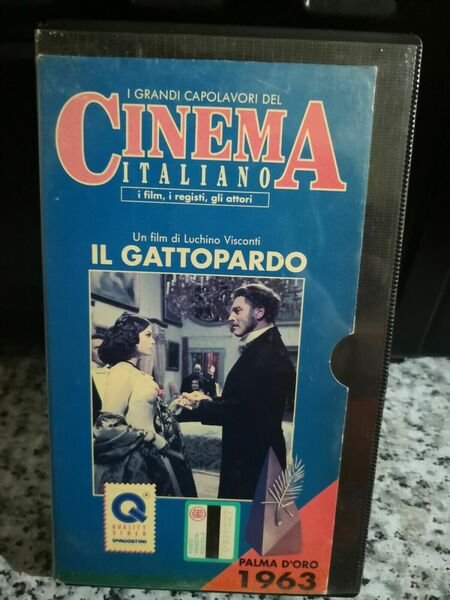 I GRANDI CAPOLAVORI DEL
CINEMA
ITALIANO
i film, i registi, gli attori
Un film di Luchino Visconti
IL GATTOPARDO
Q
®
QUALITY
VIDEO
DeAGOSTINI
PALMA D'ORO
1963